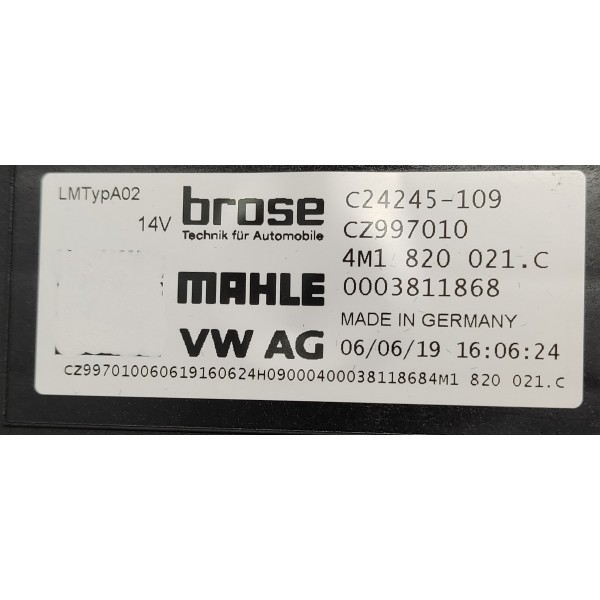 LMTypA02
14V
brose
Technik für Automobile
MAHLE
VW AG
C24245-109
CZ997010
4M1 820 021.C
0003811868
MADE IN GERMANY
06/06/19 16:06:24
CZ997010060619160624H09000400038118684M1 820 021.C